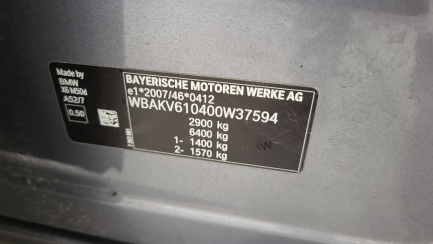 Made by
BMW
X6 M50d
A52/7
0.50
BAYERISCHE MOTOREN WERKE AG
e1*2007/46*0412
WBAKV610400W37594
2900 kg
6400 kg
1- 1400 kg
2- 1570 kg